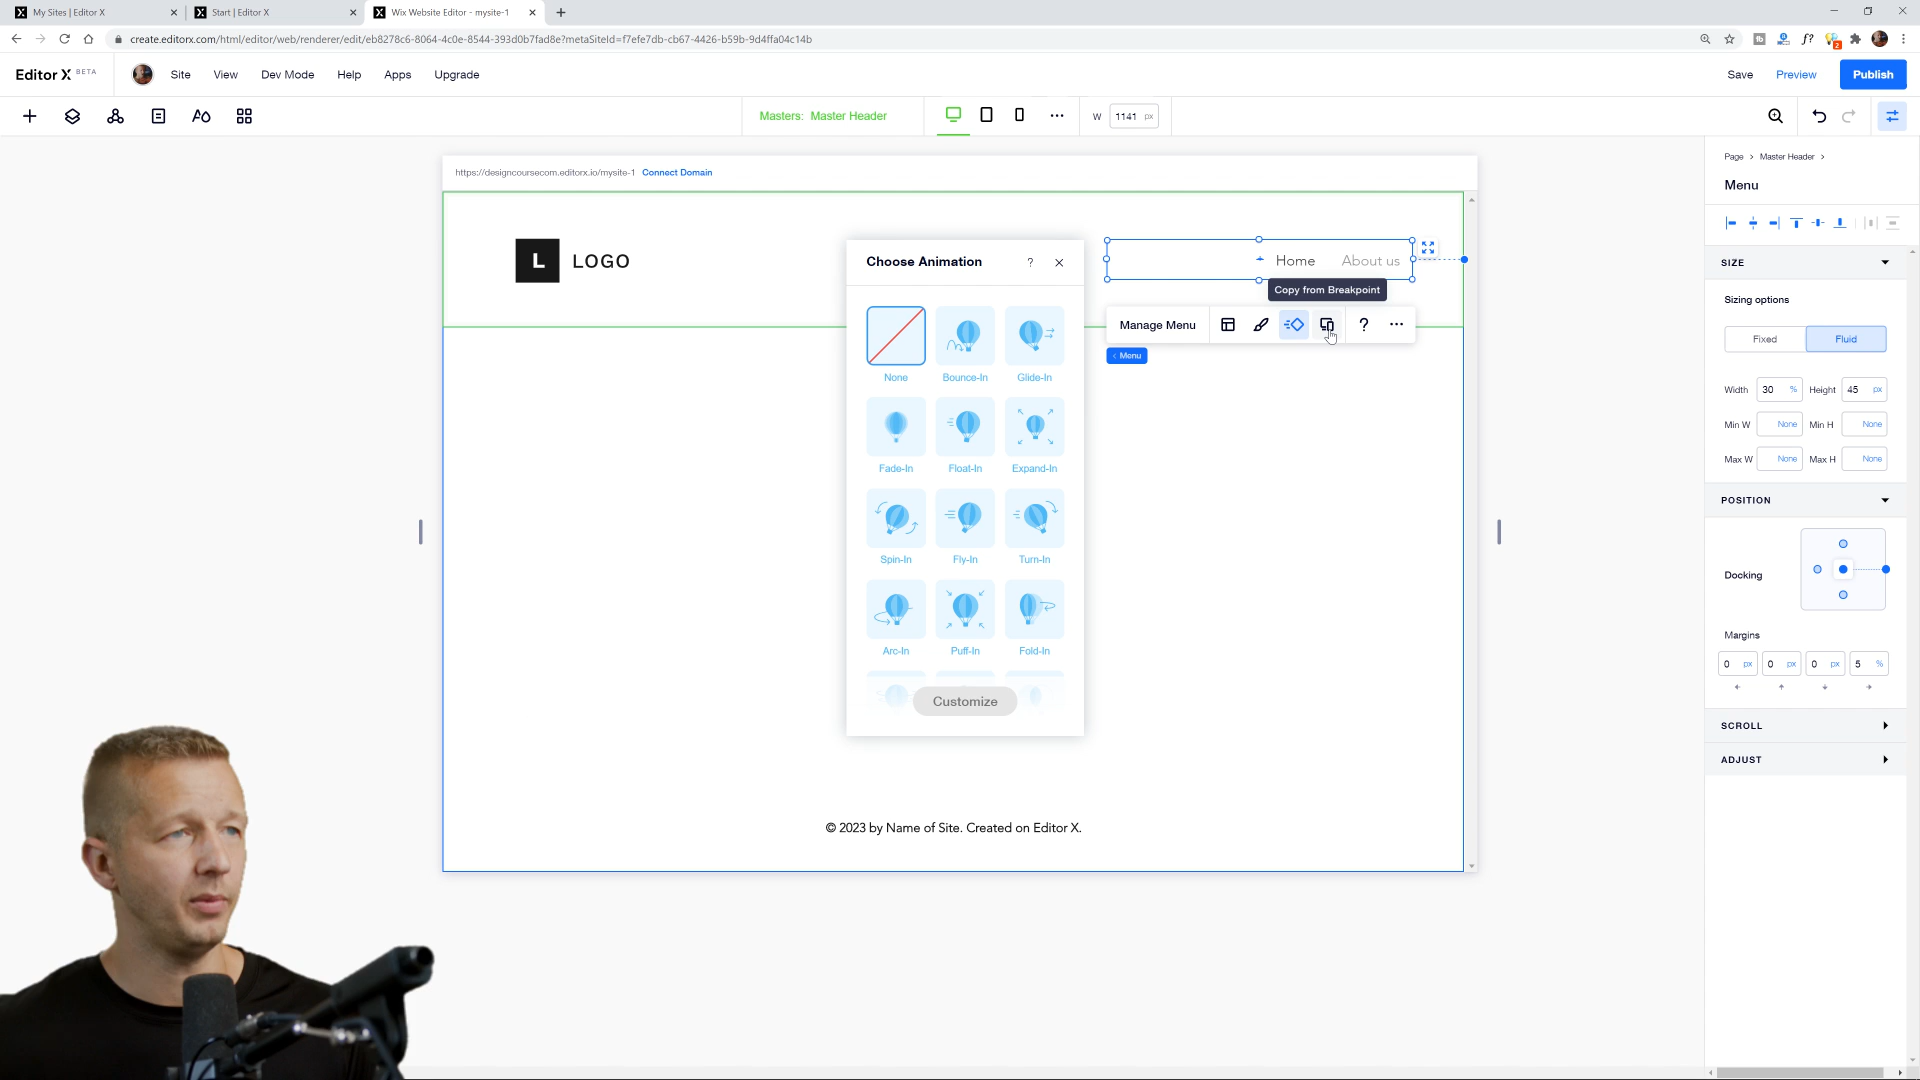 My Sites | Editor X
Start | Editor X
Wix Website Editor - mysite-1
create.editorx.com/html/editor/web/renderer/edit/eb8278c6-8064-4c0e-8544-393d0b7fad8e?metaSiteId=f7efe7db-cb67-4426-b59b-9d4ffa04c14b
Editor X BETA
Site
View
Dev Mode
Help
Apps
Upgrade
Save
Preview
Publish
Masters: Master Header
W 1141 px
https://designcoursecom.editorx.io/mysite-1 Connect Domain
L LOGO
Home About us
Copy from Breakpoint
Manage Menu
?
< Menu
Choose Animation ?
None Bounce-In Glide-In
Fade-In Float-In Expand-In
Spin-In Fly-In Turn-In
Arc-In Puff-In Fold-In
Customize
© 2023 by Name of Site. Created on Editor X.
Page > Master Header >
Menu
SIZE
Sizing options
Fixed Fluid
Width 30 % Height 45 px
Min W None Min H None
Max W None Max H None
POSITION
Docking
Margins
0 px 0 px 0 px 5 %
SCROLL
ADJUST